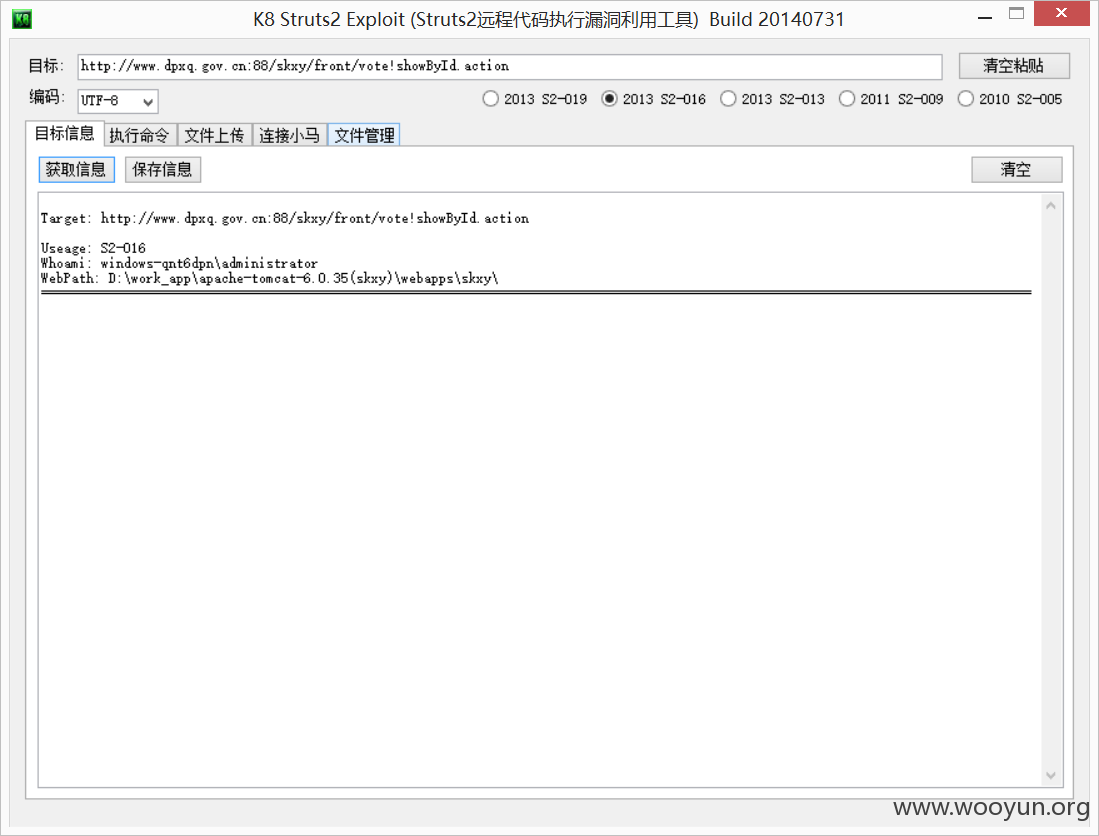 K8 K8 Struts2 Exploit (Struts2远程代码执行漏洞利用工具) Build 20140731
目标: http://www.dpxq.gov.cn:88/skxy/front/vote!showById.action 清空粘贴
编码: UTF-8 2013 S2-019 2013 S2-016 2013 S2-013 2011 S2-009 2010 S2-005
目标信息 执行命令 文件上传 连接小马 文件管理
获取信息 保存信息 清空
Target: http://www.dpxq.gov.cn:88/skxy/front/vote!showById.action
Useage: S2-016
Whoami: windows-qnt6dpn\administrator
WebPath: D:\work_app\apache-tomcat-6.0.35(skxy)\webapps\skxy\
www.wooyun.org